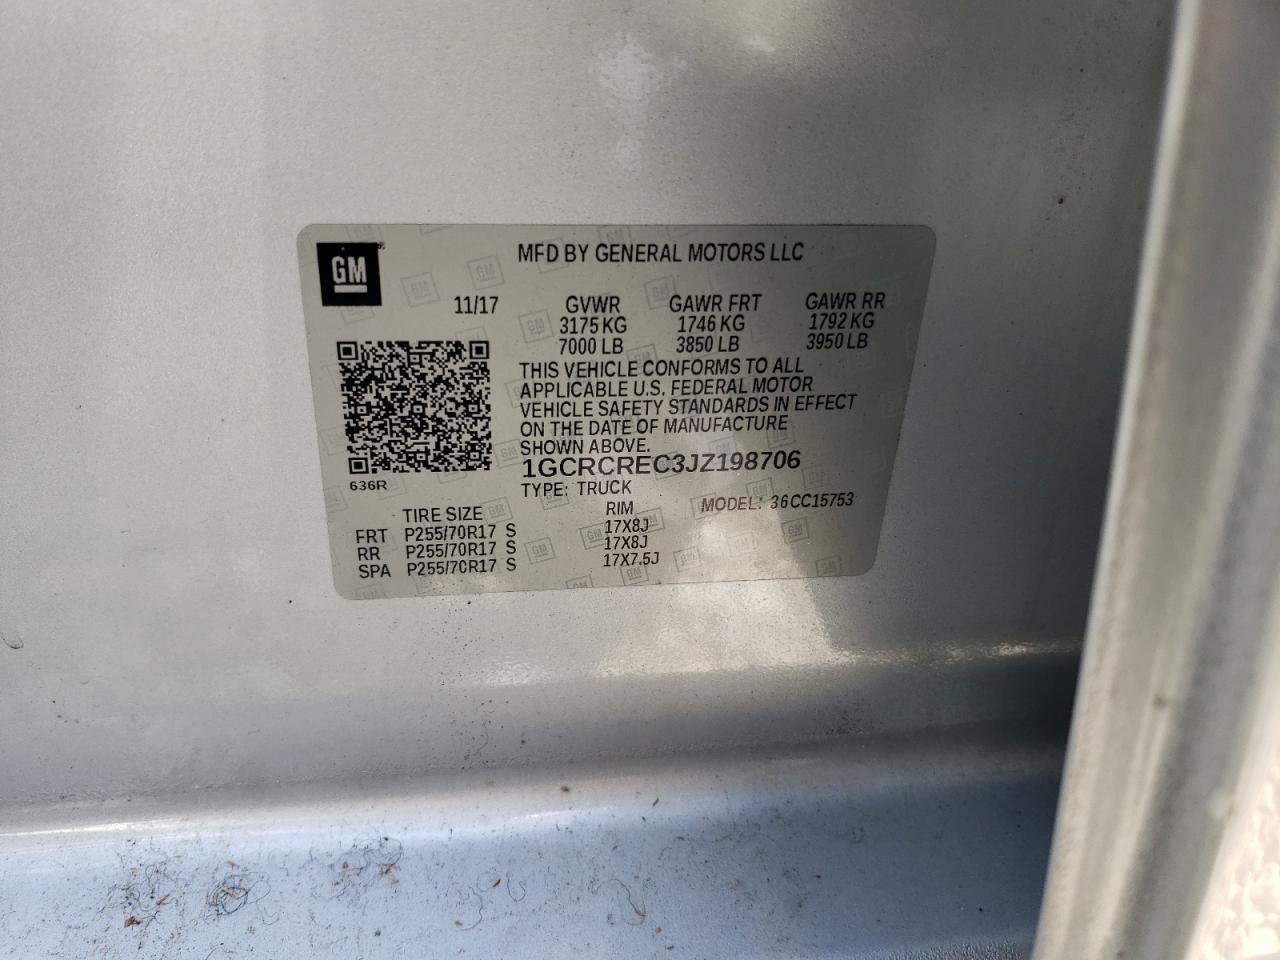 GM
MFD BY GENERAL MOTORS LLC
11/17 GVWR GAWR FRT GAWR RR
3175 KG 1746 KG 1792 KG
7000 LB 3850 LB 3950 LB
THIS VEHICLE CONFORMS TO ALL
APPLICABLE U.S. FEDERAL MOTOR
VEHICLE SAFETY STANDARDS IN EFFECT
ON THE DATE OF MANUFACTURE
SHOWN ABOVE.
1GCRCREC3JZ198706
636R
TYPE: TRUCK
MODEL: 36CC15753
TIRE SIZE RIM
FRT P255/70R17 S 17X8J
RR P255/70R17 S 17X8J
SPA P255/70R17 S 17X7.5J